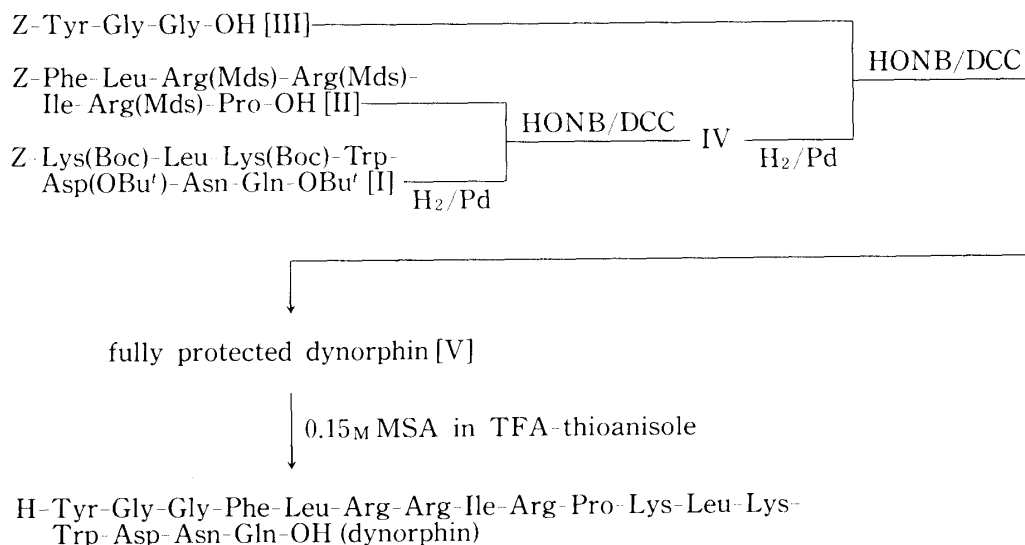 Z-Tyr-Gly-Gly-OH [III]
HONB/DCC
Z-Phe-Leu-Arg(Mds)-Arg(Mds)-
Ile-Arg(Mds)-Pro-OH [II]
HONB/DCC
IV
H₂/Pd
Z Lys(Boc)-Leu Lys(Boc)-Trp-
Asp(OBuᵗ)-Asn-Gln-OBuᵗ [I]
H₂/Pd
fully protected dynorphin [V]
0.15M MSA in TFA-thioanisole
H-Tyr-Gly-Gly-Phe-Leu-Arg-Arg-Ile-Arg-Pro-Lys-Leu-Lys-
Trp-Asp-Asn-Gln-OH (dynorphin)